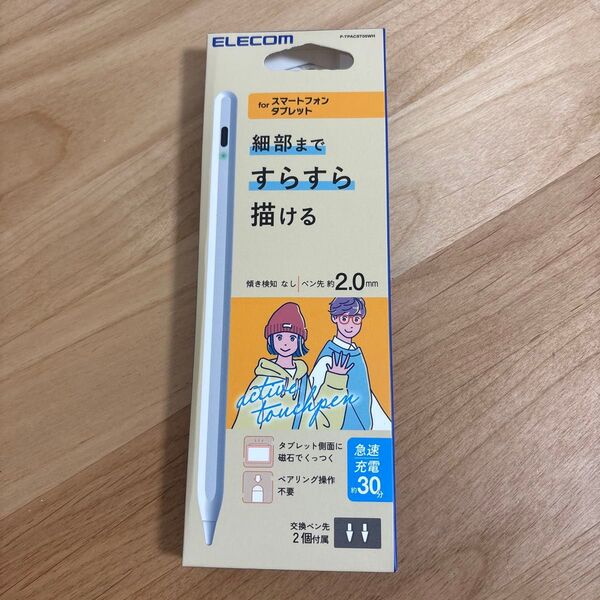 ELECOM
P-TPACST05WH
for スマートフォン
タブレット
細部まで
すらすら
描ける
傾き検知 なし ペン先 約2.0mm
active
touchpen
タブレット側面に
磁石でくっつく
ペアリング操作
不要
急速
充電
約30分
交換ペン先
2個付属